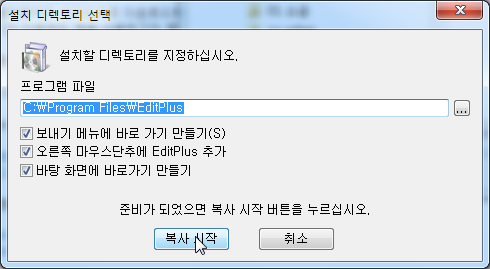 설치 디렉토리 선택
설치할 디렉토리를 지정하십시오.
프로그램 파일
C:₩Program Files₩EditPlus
...
보내기 메뉴에 바로 가기 만들기(S)
오른쪽 마우스단추에 EditPlus 추가
바탕 화면에 바로가기 만들기
준비가 되었으면 복사 시작 버튼을 누르십시오.
복사 시작
취소